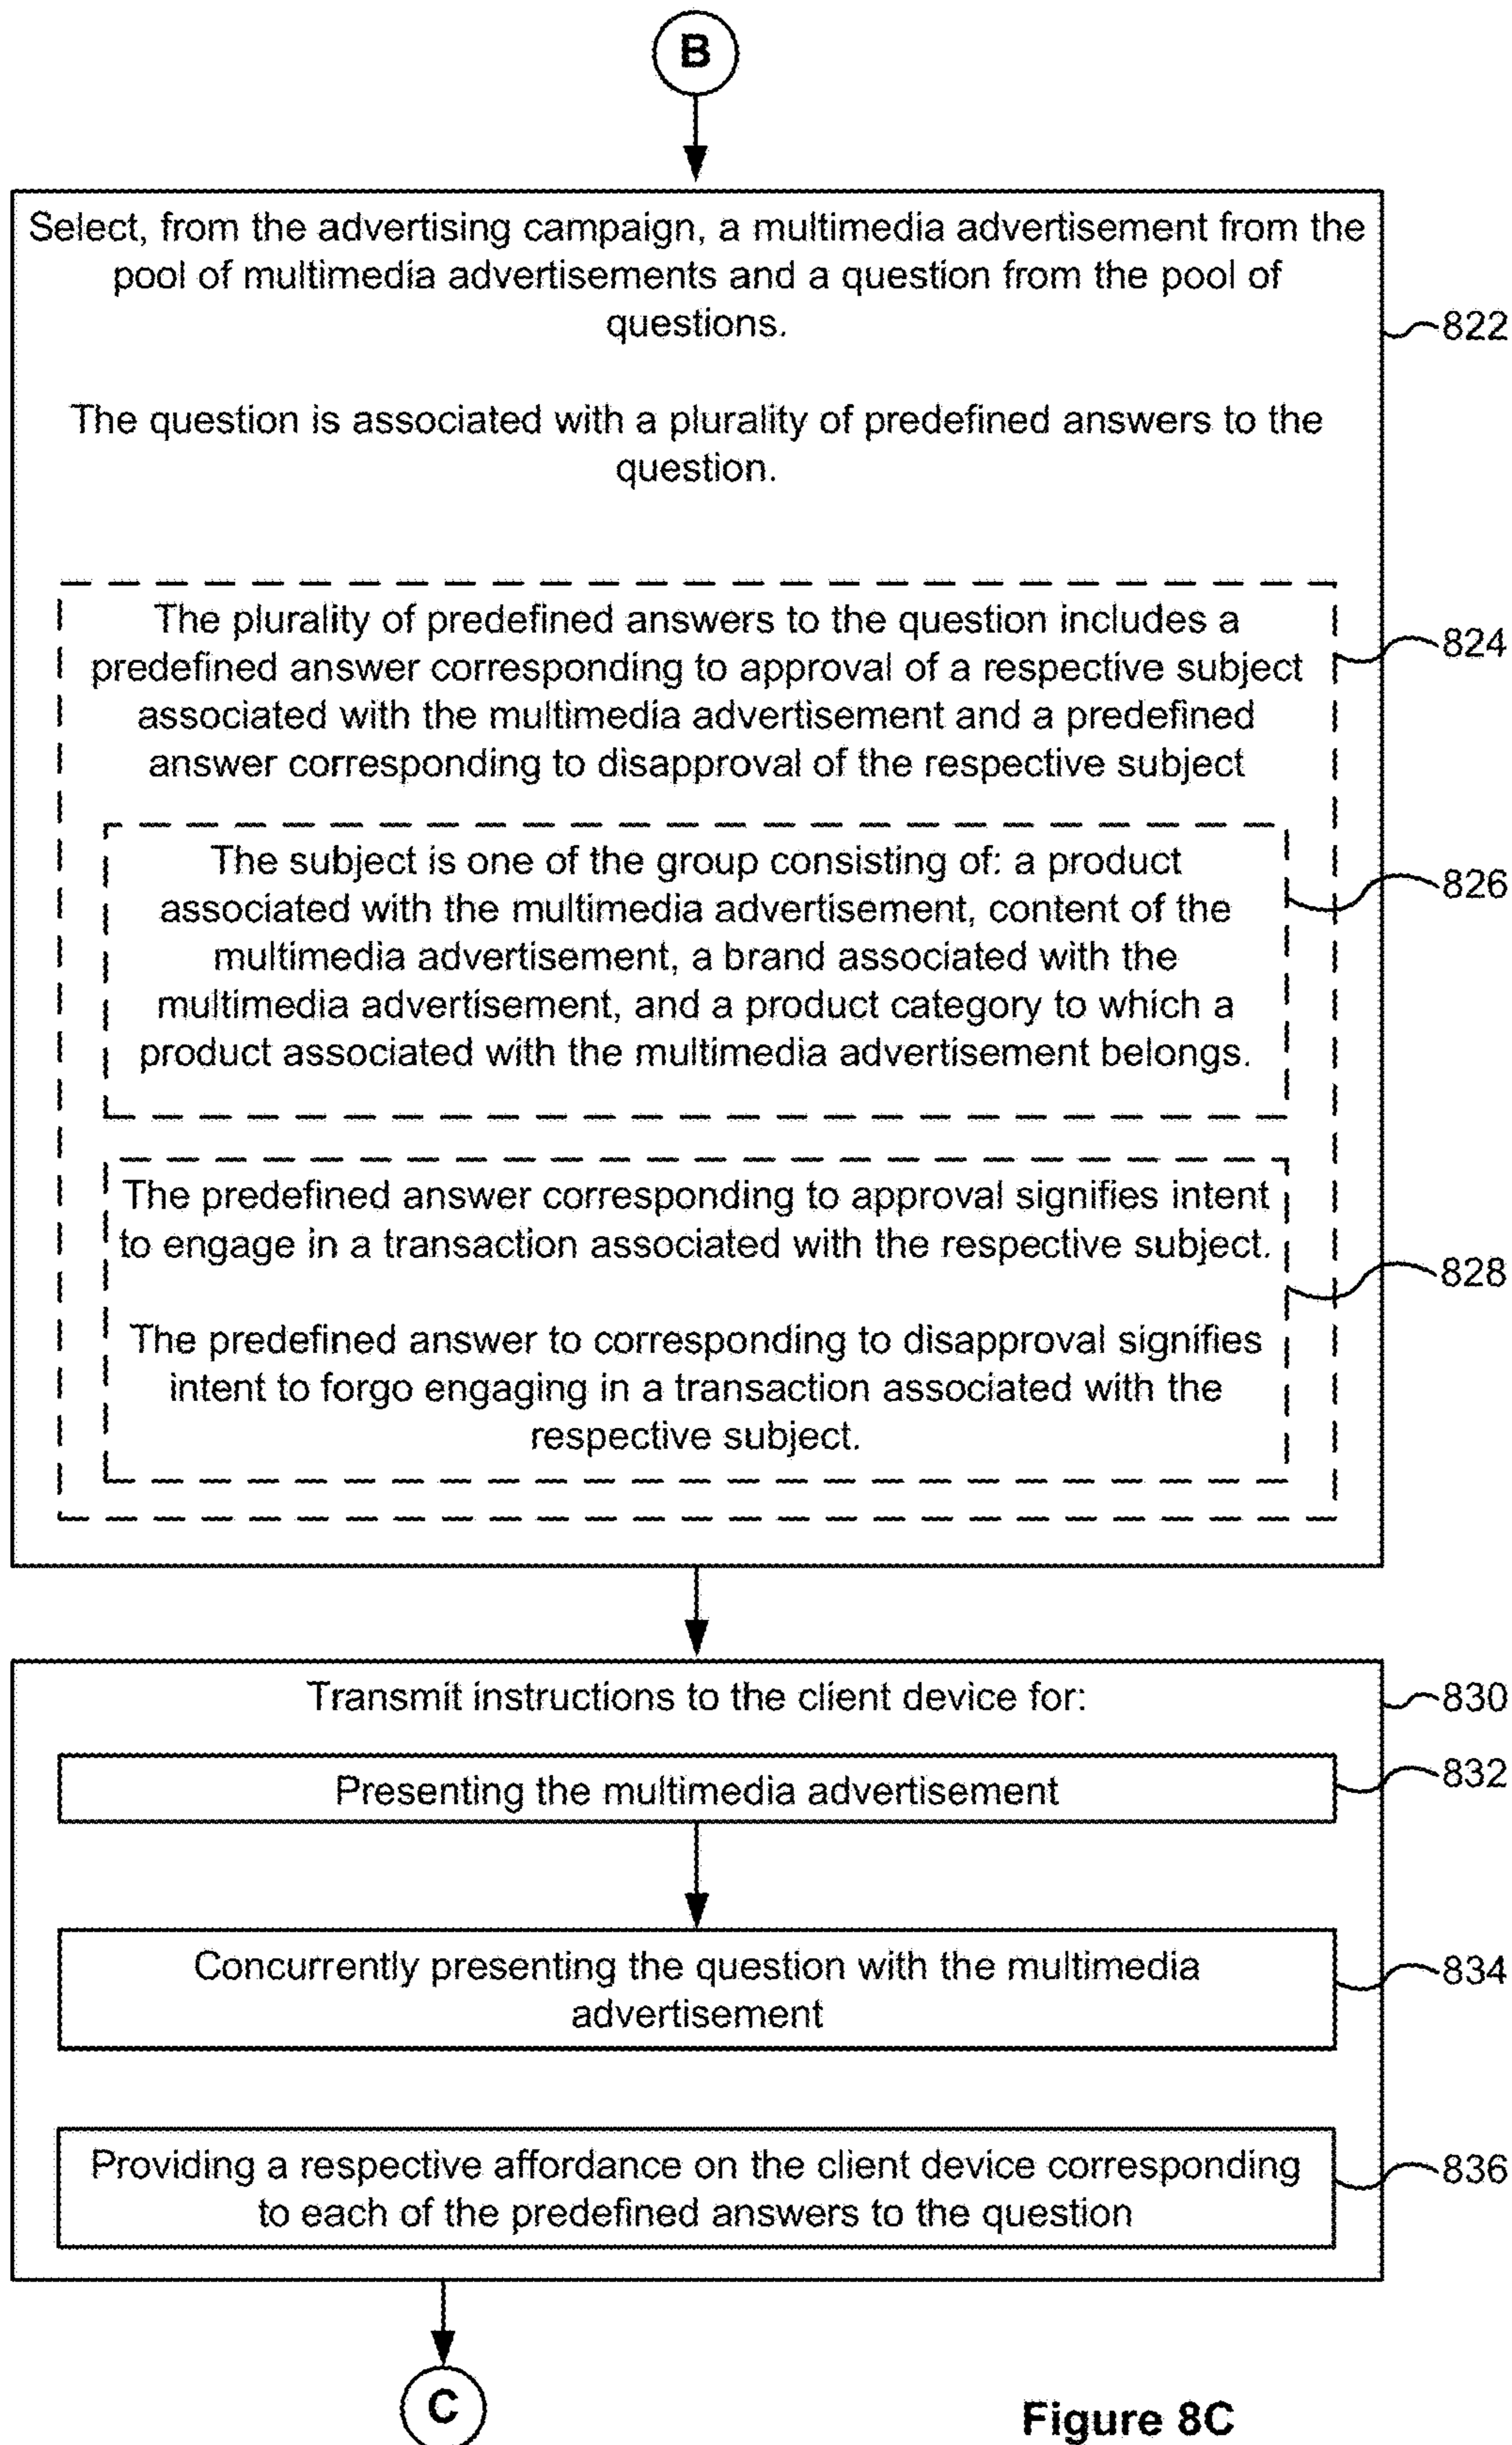 B
Select, from the advertising campaign, a multimedia advertisement from the
pool of multimedia advertisements and a question from the pool of
questions.
822
The question is associated with a plurality of predefined answers to the
question.
The plurality of predefined answers to the question includes a
predefined answer corresponding to approval of a respective subject
associated with the multimedia advertisement and a predefined
answer corresponding to disapproval of the respective subject
824
The subject is one of the group consisting of: a product
associated with the multimedia advertisement, content of the
multimedia advertisement, a brand associated with the
multimedia advertisement, and a product category to which a
product associated with the multimedia advertisement belongs.
826
The predefined answer corresponding to approval signifies intent
to engage in a transaction associated with the respective subject.
828
The predefined answer to corresponding to disapproval signifies
intent to forgo engaging in a transaction associated with the
respective subject.
Transmit instructions to the client device for:
830
Presenting the multimedia advertisement
832
Concurrently presenting the question with the multimedia
advertisement
834
Providing a respective affordance on the client device corresponding
to each of the predefined answers to the question
836
C
Figure 8C